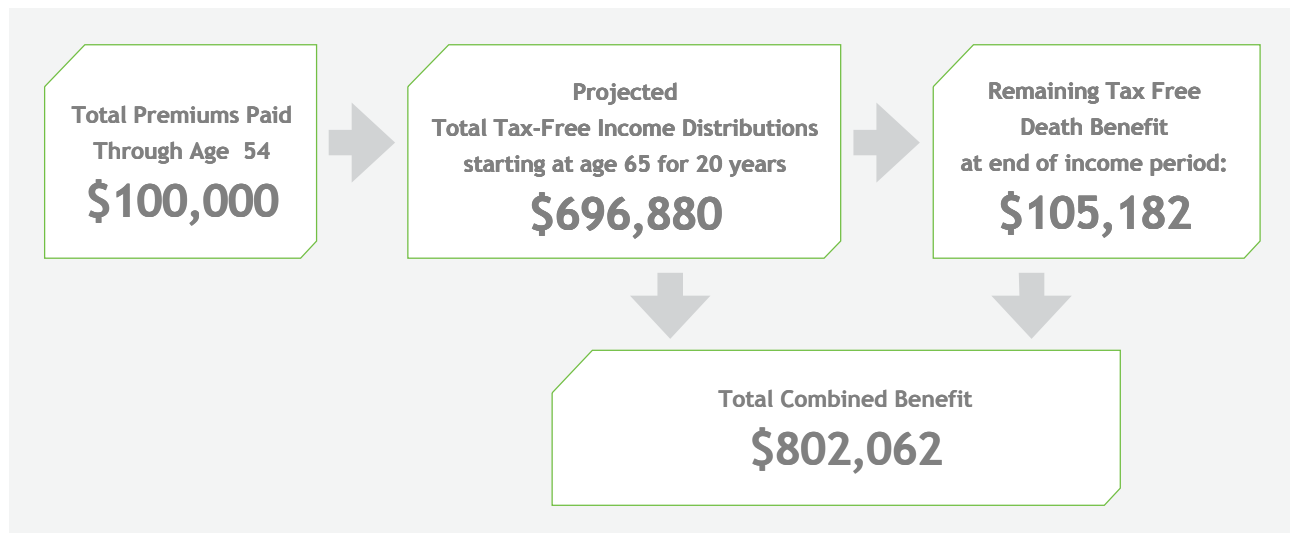 Total Premiums Paid
Through Age 54
$100,000
Projected
Total Tax-Free Income Distributions
starting at age 65 for 20 years
$696,880
Remaining Tax Free
Death Benefit
at end of income period:
$105,182
Total Combined Benefit
$802,062